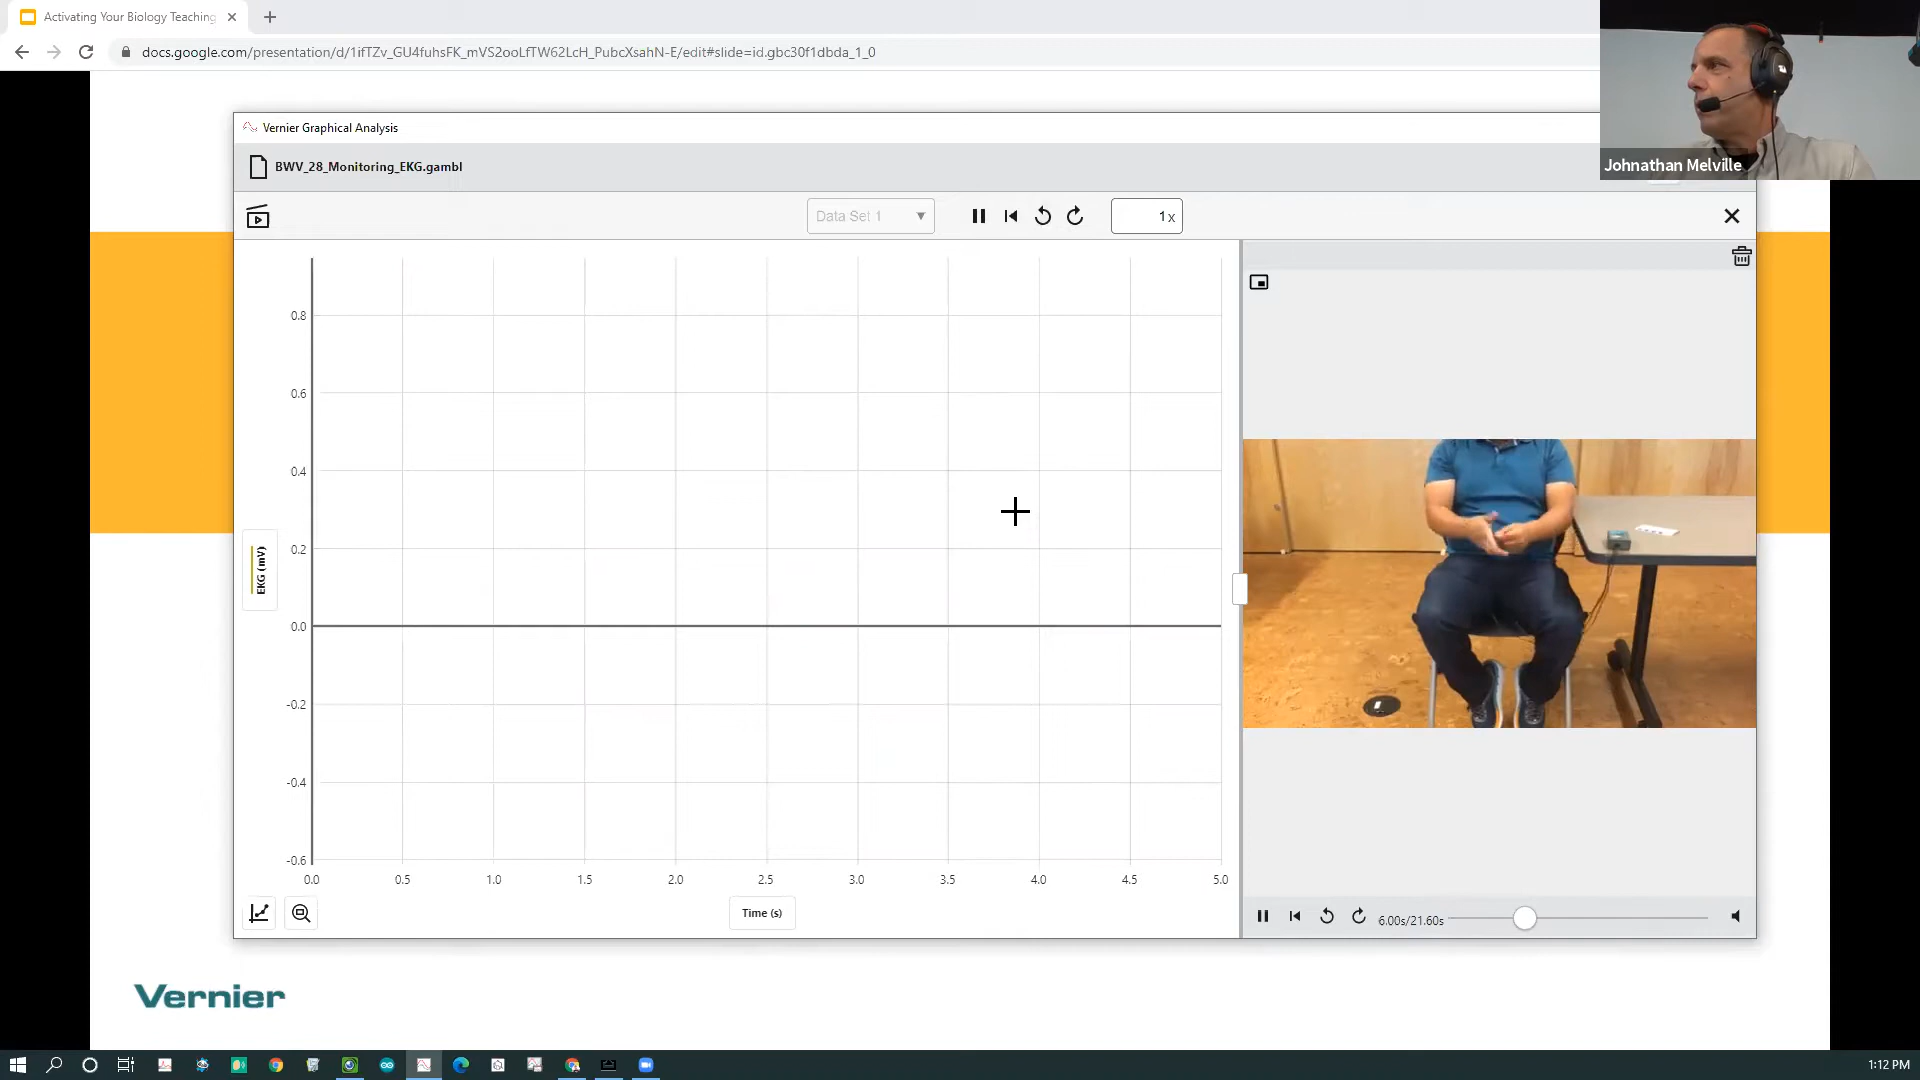 Activating Your Biology Teaching
docs.google.com/presentation/d/1ifTZv_GU4fuhsFK_mVS2ooLfTW62LcH_PubcXsahN-E/edit#slide=id.gbc30f1dbda_1_0
Johnathan Melville
Vernier Graphical Analysis
BWV_28_Monitoring_EKG.gambl
Data Set 1
1x
EKG (mV)
0.8
0.6
0.4
0.2
0.0
-0.2
-0.4
-0.6
0.0 0.5 1.0 1.5 2.0 2.5 3.0 3.5 4.0 4.5 5.0
Time (s)
6.00s/21.60s
Vernier
1:12 PM